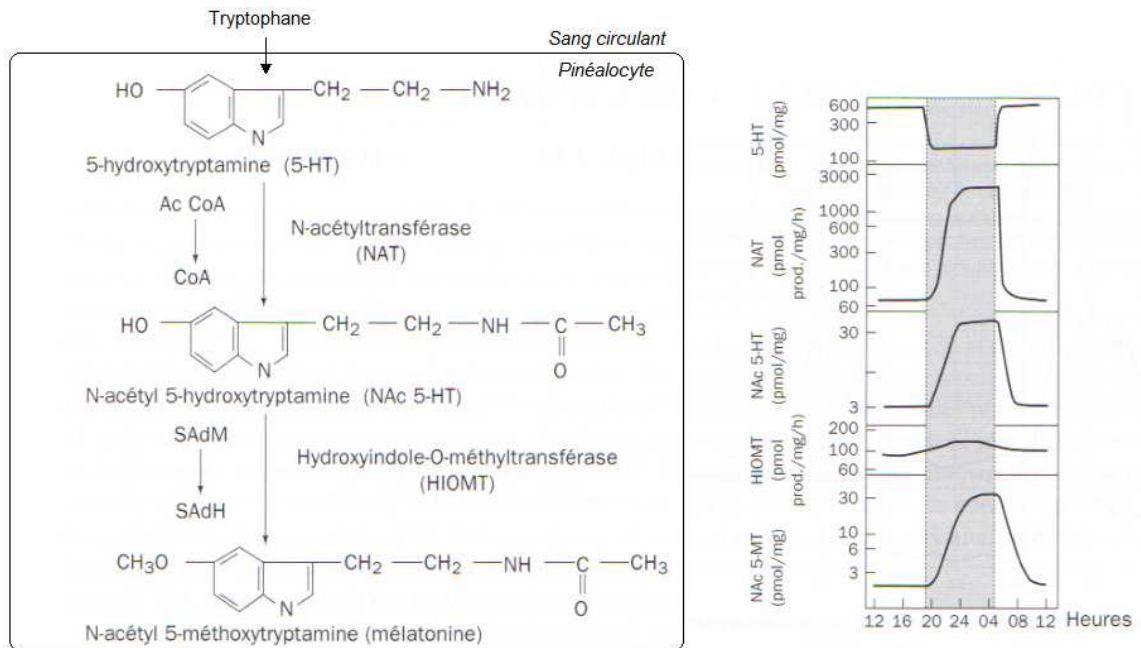 Tryptophane
Sang circulant
Pinéalocyte
HO
CH2 — CH2 — NH2
N
5-hydroxytryptamine (5-HT)
Ac CoA
CoA
N-acétyltransférase
(NAT)
HO
CH2 — CH2 — NH — C — CH3
O
N
N-acétyl 5-hydroxytryptamine (NAc 5-HT)
SAdM
SAdH
Hydroxyindole-O-méthyltransférase
(HIOMT)
CH3O
CH2 — CH2 — NH — C — CH3
O
N
N-acétyl 5-méthoxytryptamine (mélatonine)
5-HT
(pmol/mg)
600
300
100
NAT
(pmol
prod./mg/h)
3000
1000
600
300
100
60
NAc 5-HT
(pmol/mg)
30
3
HIOMT
(pmol
prod./mg/h)
200
100
60
NAc 5-MT
(pmol/mg)
30
10
6
3
12 16 20 24 04 08 12 Heures